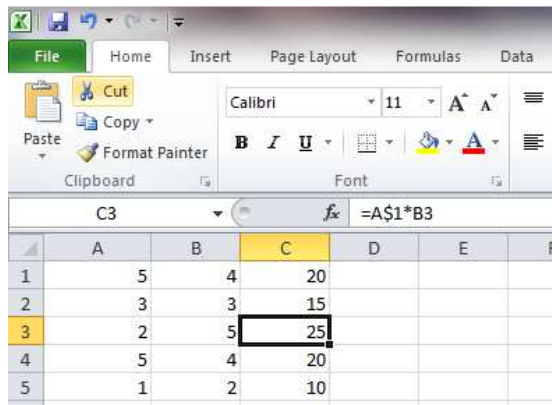 File Home Insert Page Layout Formulas Data
Cut
Copy
Format Painter
Paste
Clipboard
Calibri 11 A A
B I U A
Font
C3 fx =A$1*B3
A B C D E
1 5 4 20
2 3 3 15
3 2 5 25
4 5 4 20
5 1 2 10